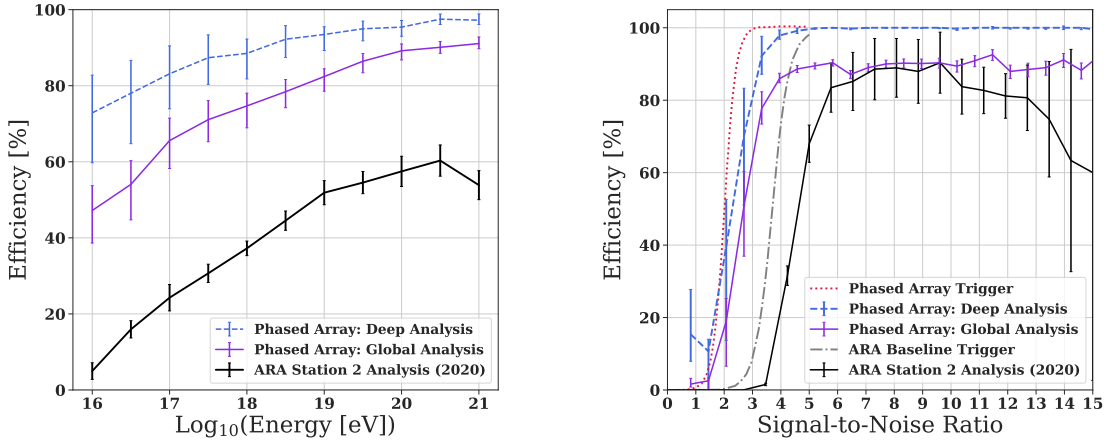 Efficiency [%]
100
80
60
40
20
0
16 17 18 19 20 21
Log₁₀(Energy [eV])
Phased Array: Deep Analysis
Phased Array: Global Analysis
ARA Station 2 Analysis (2020)
Efficiency [%]
100
80
60
40
20
0
0 1 2 3 4 5 6 7 8 9 10 11 12 13 14 15
Signal-to-Noise Ratio
Phased Array Trigger
Phased Array: Deep Analysis
Phased Array: Global Analysis
ARA Baseline Trigger
ARA Station 2 Analysis (2020)